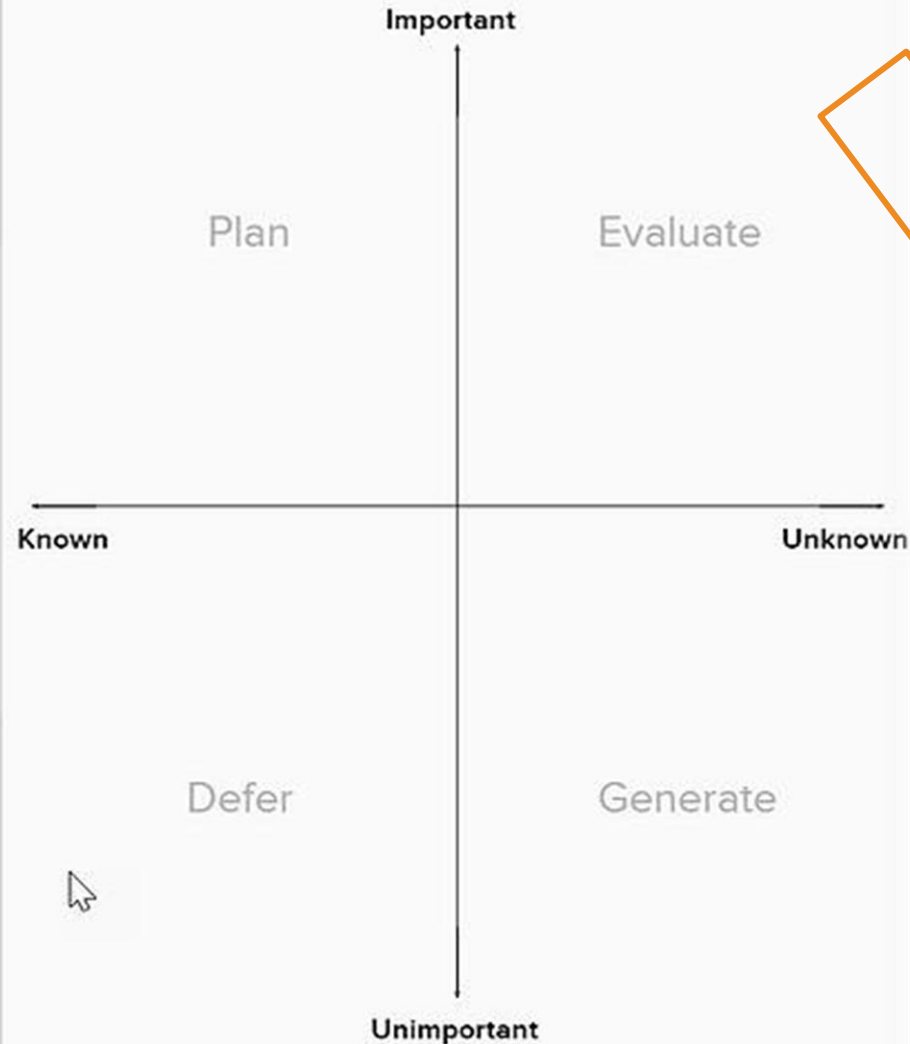 Important
Plan
Evaluate
Known
Unknown
Defer
Generate
Unimportant